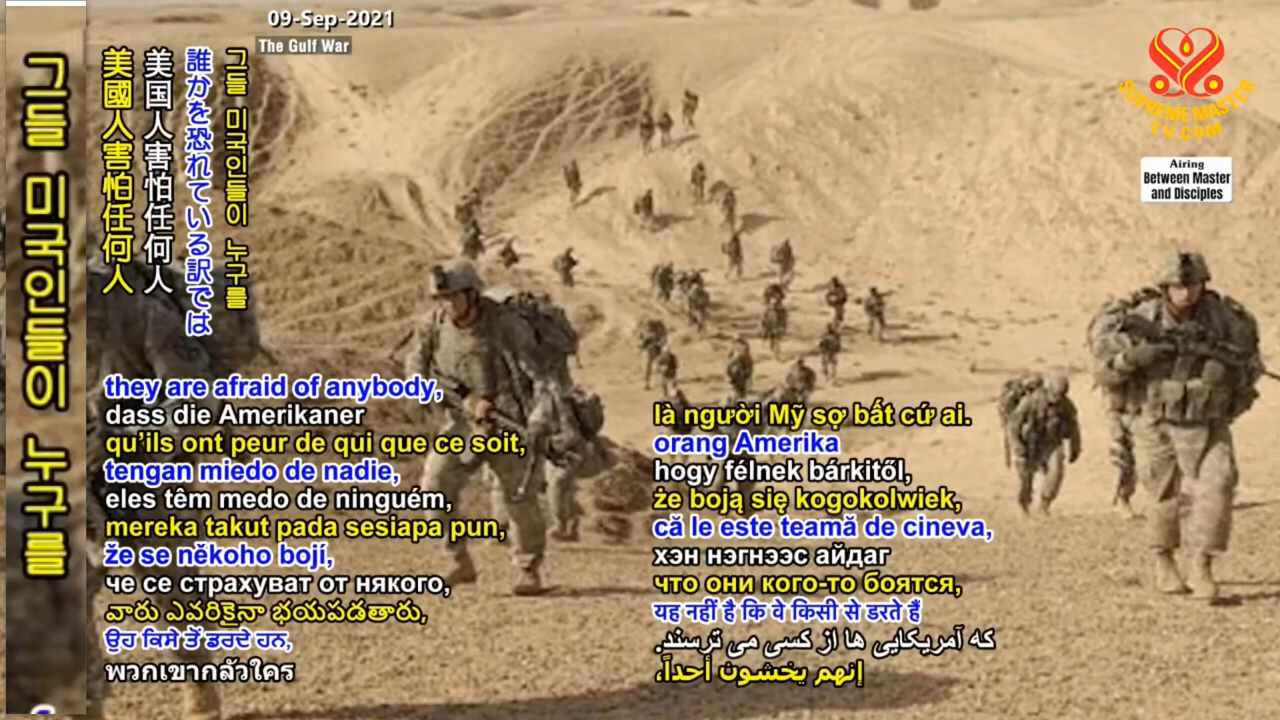 09-Sep-2021
The Gulf War
SUPREME MASTER
TV.COM
Airing
Between Master
and Disciples
그들 미국인들이 누구를
美國人害怕任何人
美国人害怕任何人
誰かを恐れている訳では
그들 미국인들이 누구를
they are afraid of anybody,
dass die Amerikaner
qu'ils ont peur de qui que ce soit,
tengan miedo de nadie,
eles têm medo de ninguém,
mereka takut pada sesiapa pun,
že se někoho bojí,
че се страхуват от някого,
వారు ఎవరికైనా భయపడతారు,
ਉਹ ਕਿਸੇ ਤੋਂ ਡਰਦੇ ਹਨ,
พวกเขากลัวใคร
là người Mỹ sợ bất cứ ai.
orang Amerika
hogy félnek bárkitől,
że boją się kogokolwiek,
că le este teamă de cineva,
хэн нэгнээс айдаг
что они кого-то боятся,
यह नहीं है कि वे किसी से डरते हैं
که آمریکایی ها از کسی می ترسند.
إنهم يخشون أحداً،